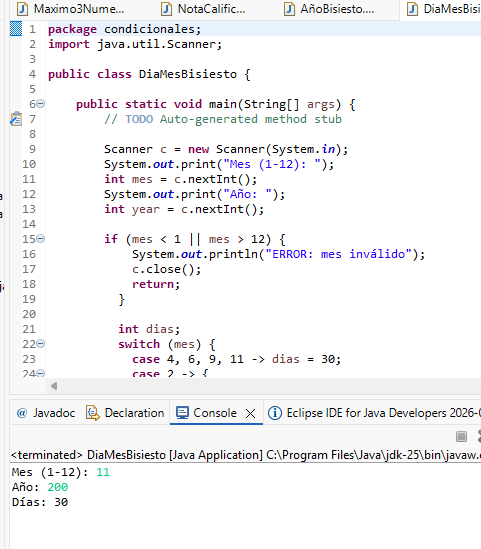 Maximo3Nume... NotaCalific... AñoBisiesto.... DiaMesBisi
1 package condicionales;
2 import java.util.Scanner;
3
4 public class DiaMesBisiesto {
5
6 public static void main(String[] args) {
7 // TODO Auto-generated method stub
8
9 Scanner c = new Scanner(System.in);
10 System.out.print("Mes (1-12): ");
11 int mes = c.nextInt();
12 System.out.print("Año: ");
13 int year = c.nextInt();
14
15 if (mes < 1 || mes > 12) {
16 System.out.println("ERROR: mes inválido");
17 c.close();
18 return;
19 }
20
21 int dias;
22 switch (mes) {
23 case 4, 6, 9, 11 -> dias = 30;
24 case 2 -> {
@ Javadoc Declaration Console Eclipse IDE for Java Developers 2026-0
<terminated> DiaMesBisiesto [Java Application] C:\Program Files\Java\jdk-25\bin\javaw.e
Mes (1-12): 11
Año: 200
Días: 30